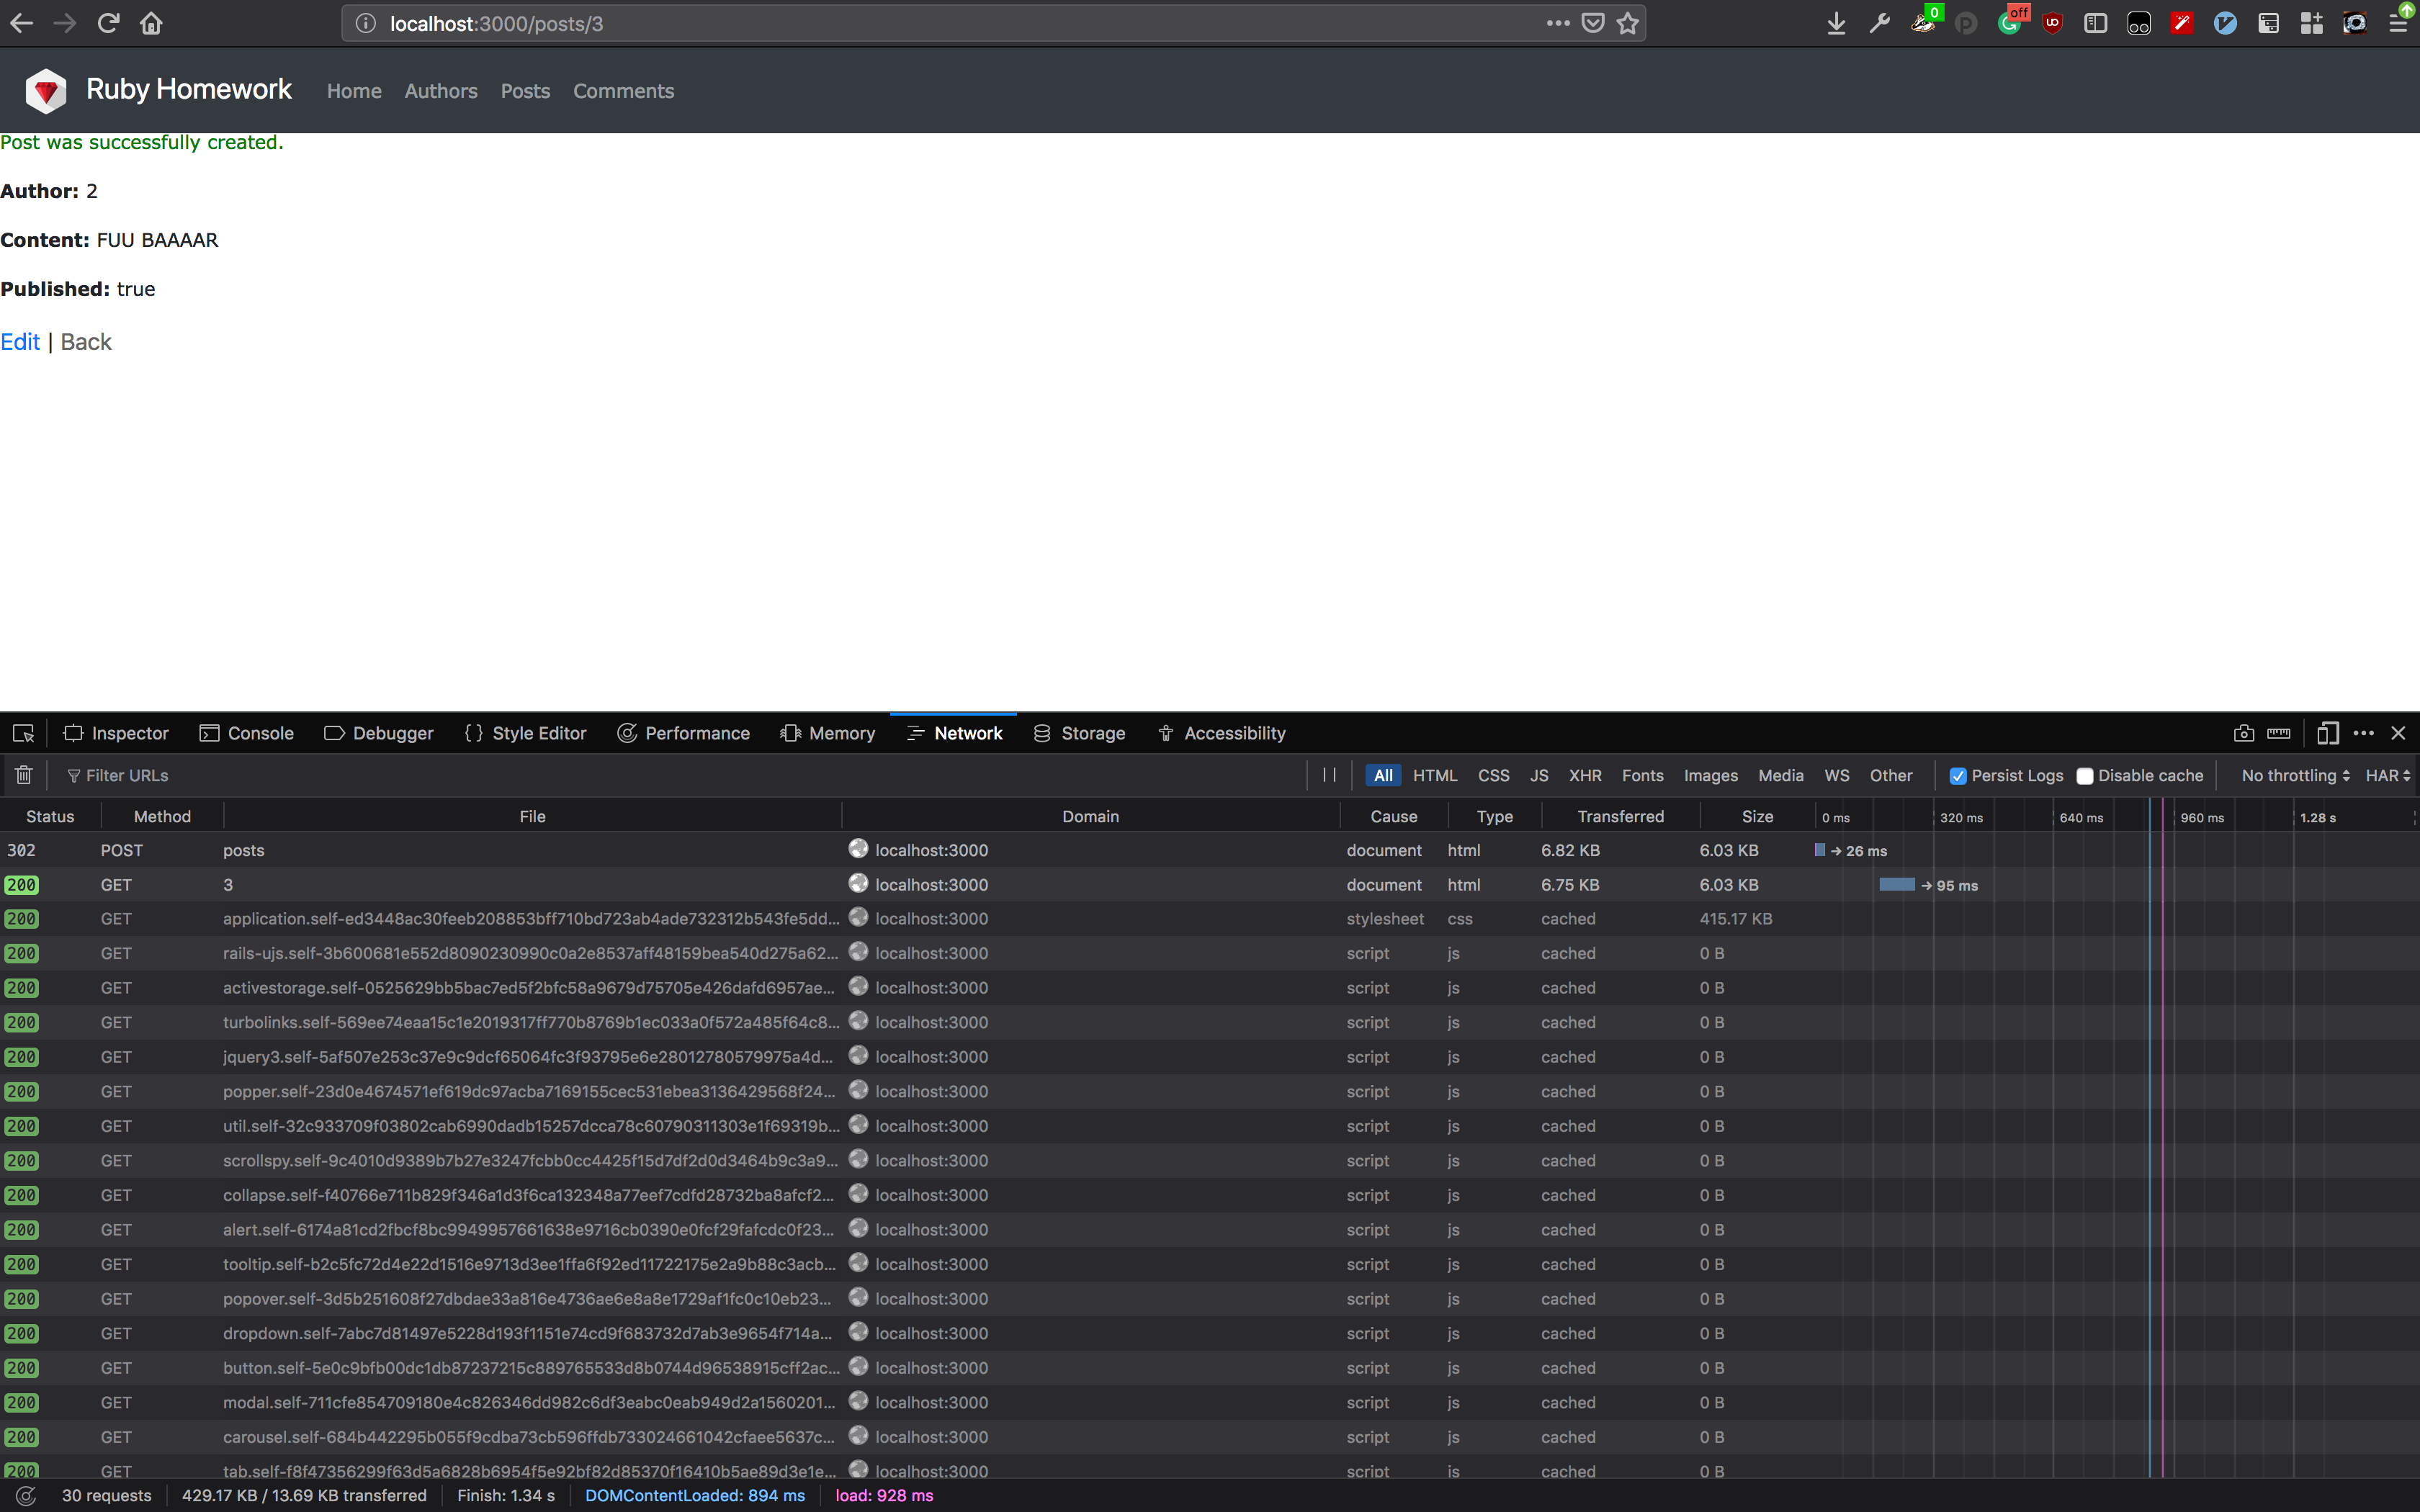 localhost:3000/posts/3
0
off
Ruby Homework Home Authors Posts Comments
Post was successfully created.
Author: 2
Content: FUU BAAAAR
Published: true
Edit | Back
Inspector Console Debugger Style Editor Performance Memory Network Storage Accessibility
Filter URLs All HTML CSS JS XHR Fonts Images Media WS Other Persist Logs Disable cache No throttling HAR
Status Method File Domain Cause Type Transferred Size 0 ms 320 ms 640 ms 960 ms 1.28 s
302 POST posts localhost:3000 document html 6.82 KB 6.03 KB → 26 ms
200 GET 3 localhost:3000 document html 6.75 KB 6.03 KB → 95 ms
200 GET application.self-ed3448ac30feeb208853bff710bd723ab4ade732312b543fe5dd... localhost:3000 stylesheet css cached 415.17 KB
200 GET rails-ujs.self-3b600681e552d8090230990c0a2e8537aff48159bea540d275a62... localhost:3000 script js cached 0 B
200 GET activestorage.self-0525629bb5bac7ed5f2bfc58a9679d75705e426dafd6957ae... localhost:3000 script js cached 0 B
200 GET turbolinks.self-569ee74eaa15c1e2019317ff770b8769b1ec033a0f572a485f64c8... localhost:3000 script js cached 0 B
200 GET jquery3.self-5af507e253c37e9c9dcf65064fc3f93795e6e28012780579975a4d... localhost:3000 script js cached 0 B
200 GET popper.self-23d0e4674571ef619dc97acba7169155cec531ebea3136429568f24... localhost:3000 script js cached 0 B
200 GET util.self-32c933709f03802cab6990dadb15257dcca78c60790311303e1f69319b... localhost:3000 script js cached 0 B
200 GET scrollspy.self-9c4010d9389b7b27e3247fcbb0cc4425f15d7df2d0d3464b9c3a9... localhost:3000 script js cached 0 B
200 GET collapse.self-f40766e711b829f346a1d3f6ca132348a77eef7cdfd28732ba8afcf2... localhost:3000 script js cached 0 B
200 GET alert.self-6174a81cd2fbcf8bc9949957661638e9716cb0390e0fcf29fafcdc0f23... localhost:3000 script js cached 0 B
200 GET tooltip.self-b2c5fc72d4e22d1516e9713d3ee1ffa6f92ed11722175e2a9b88c3acb... localhost:3000 script js cached 0 B
200 GET popover.self-3d5b251608f27dbdae33a816e4736ae6e8a8e1729af1fc0c10eb23... localhost:3000 script js cached 0 B
200 GET dropdown.self-7abc7d81497e5228d193f1151e74cd9f683732d7ab3e9654f714a... localhost:3000 script js cached 0 B
200 GET button.self-5e0c9bfb00dc1db87237215c889765533d8b0744d96538915cff2ac... localhost:3000 script js cached 0 B
200 GET modal.self-711cfe854709180e4c826346dd982c6df3eabc0eab949d2a1560201... localhost:3000 script js cached 0 B
200 GET carousel.self-684b442295b055f9cdba73cb596ffdb733024661042cfaee5637c... localhost:3000 script js cached 0 B
200 GET tab.self-f8f47356299f63d5a6828b6954f5e92bf82d85370f16410b5ae89d3e1e... localhost:3000 script js cached 0 B
30 requests 429.17 KB / 13.69 KB transferred Finish: 1.34 s DOMContentLoaded: 894 ms load: 928 ms